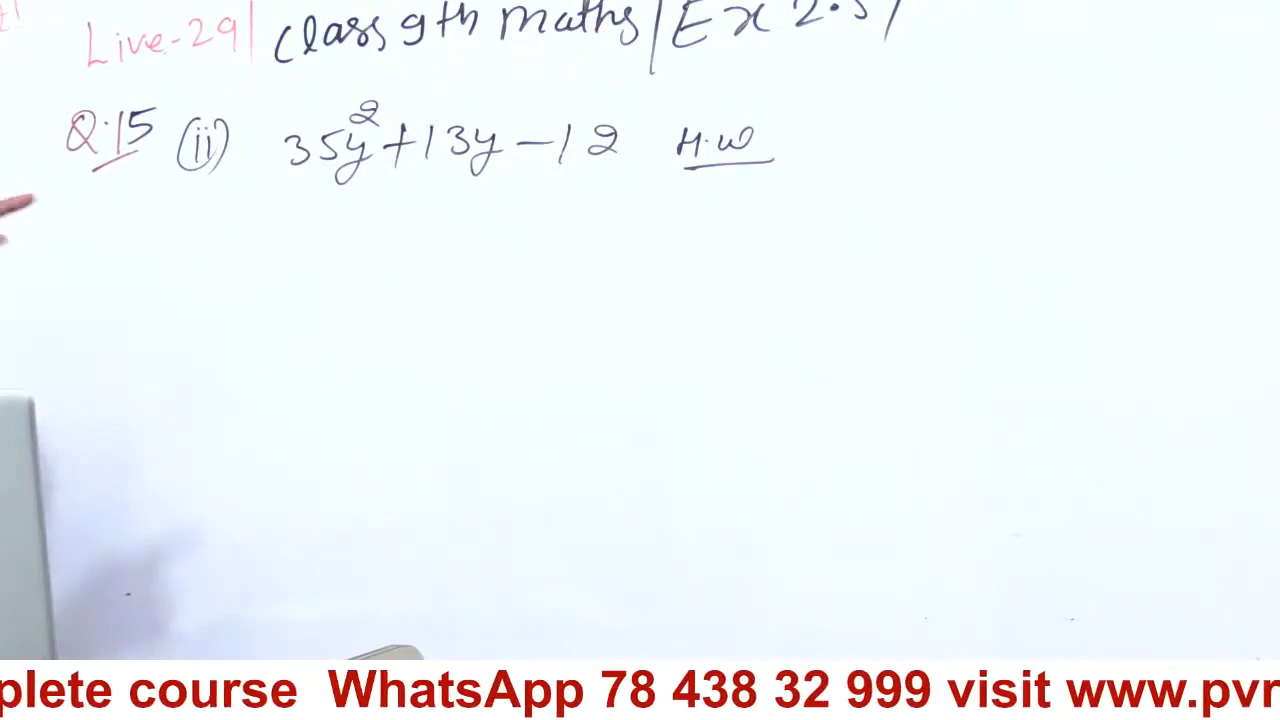 Live-29| Class 9th maths / Ex 2.5 /
Q.15 (ii) 35y²+13y-12 H.W
plete course WhatsApp 78 438 32 999 visit www.pvr